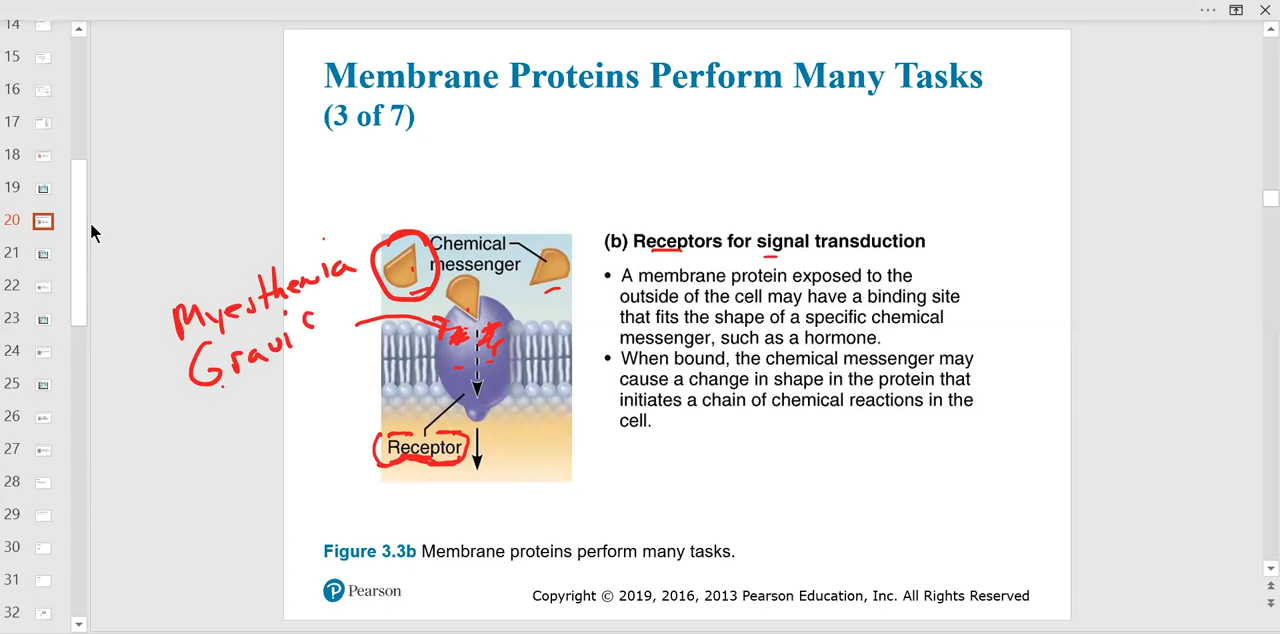 14
15
16
17
18
19
20
21
22
23
24
25
26
27
28
29
30
31
32
Membrane Proteins Perform Many Tasks
(3 of 7)
Chemical
messenger
Receptor
Myesthenia
Gravis
(b) Receptors for signal transduction
• A membrane protein exposed to the
outside of the cell may have a binding site
that fits the shape of a specific chemical
messenger, such as a hormone.
• When bound, the chemical messenger may
cause a change in shape in the protein that
initiates a chain of chemical reactions in the
cell.
Figure 3.3b Membrane proteins perform many tasks.
P Pearson
Copyright © 2019, 2016, 2013 Pearson Education, Inc. All Rights Reserved